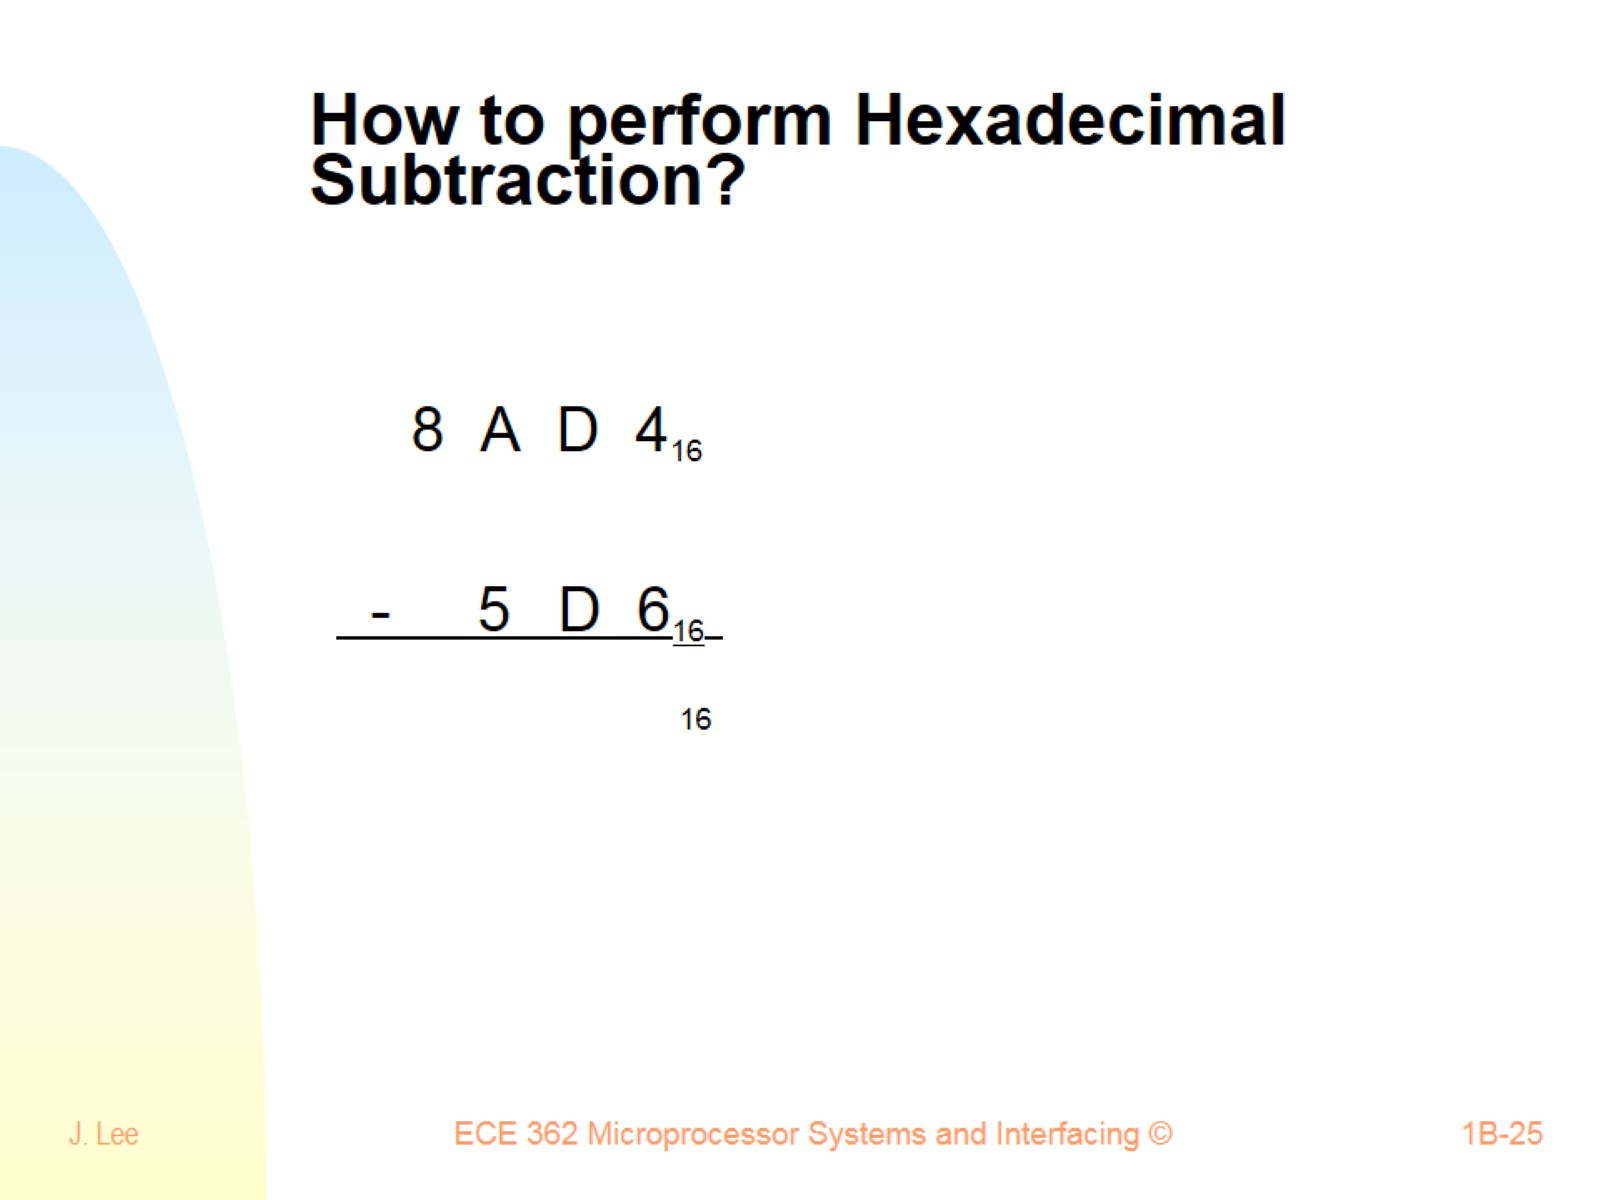 How to perform Hexadecimal
Subtraction?
8 A D 4₁₆
- 5 D 6₁₆
₁₆
J. Lee
ECE 362 Microprocessor Systems and Interfacing ©
1B-25